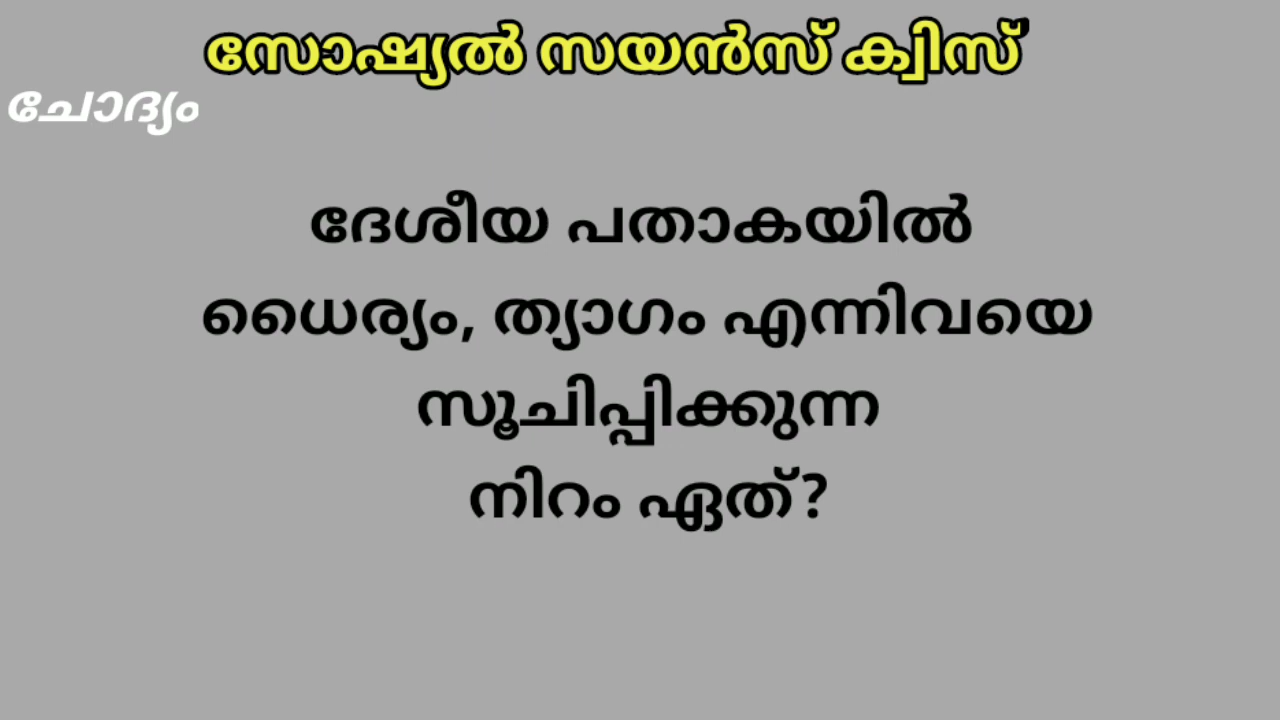 സോഷ്യൽ സയൻസ് ക്വിസ്
ചോദ്യം
ദേശീയ പതാകയിൽ
ധൈര്യം, ത്യാഗം എന്നിവയെ
സൂചിപ്പിക്കുന്ന
നിറം ഏത്?